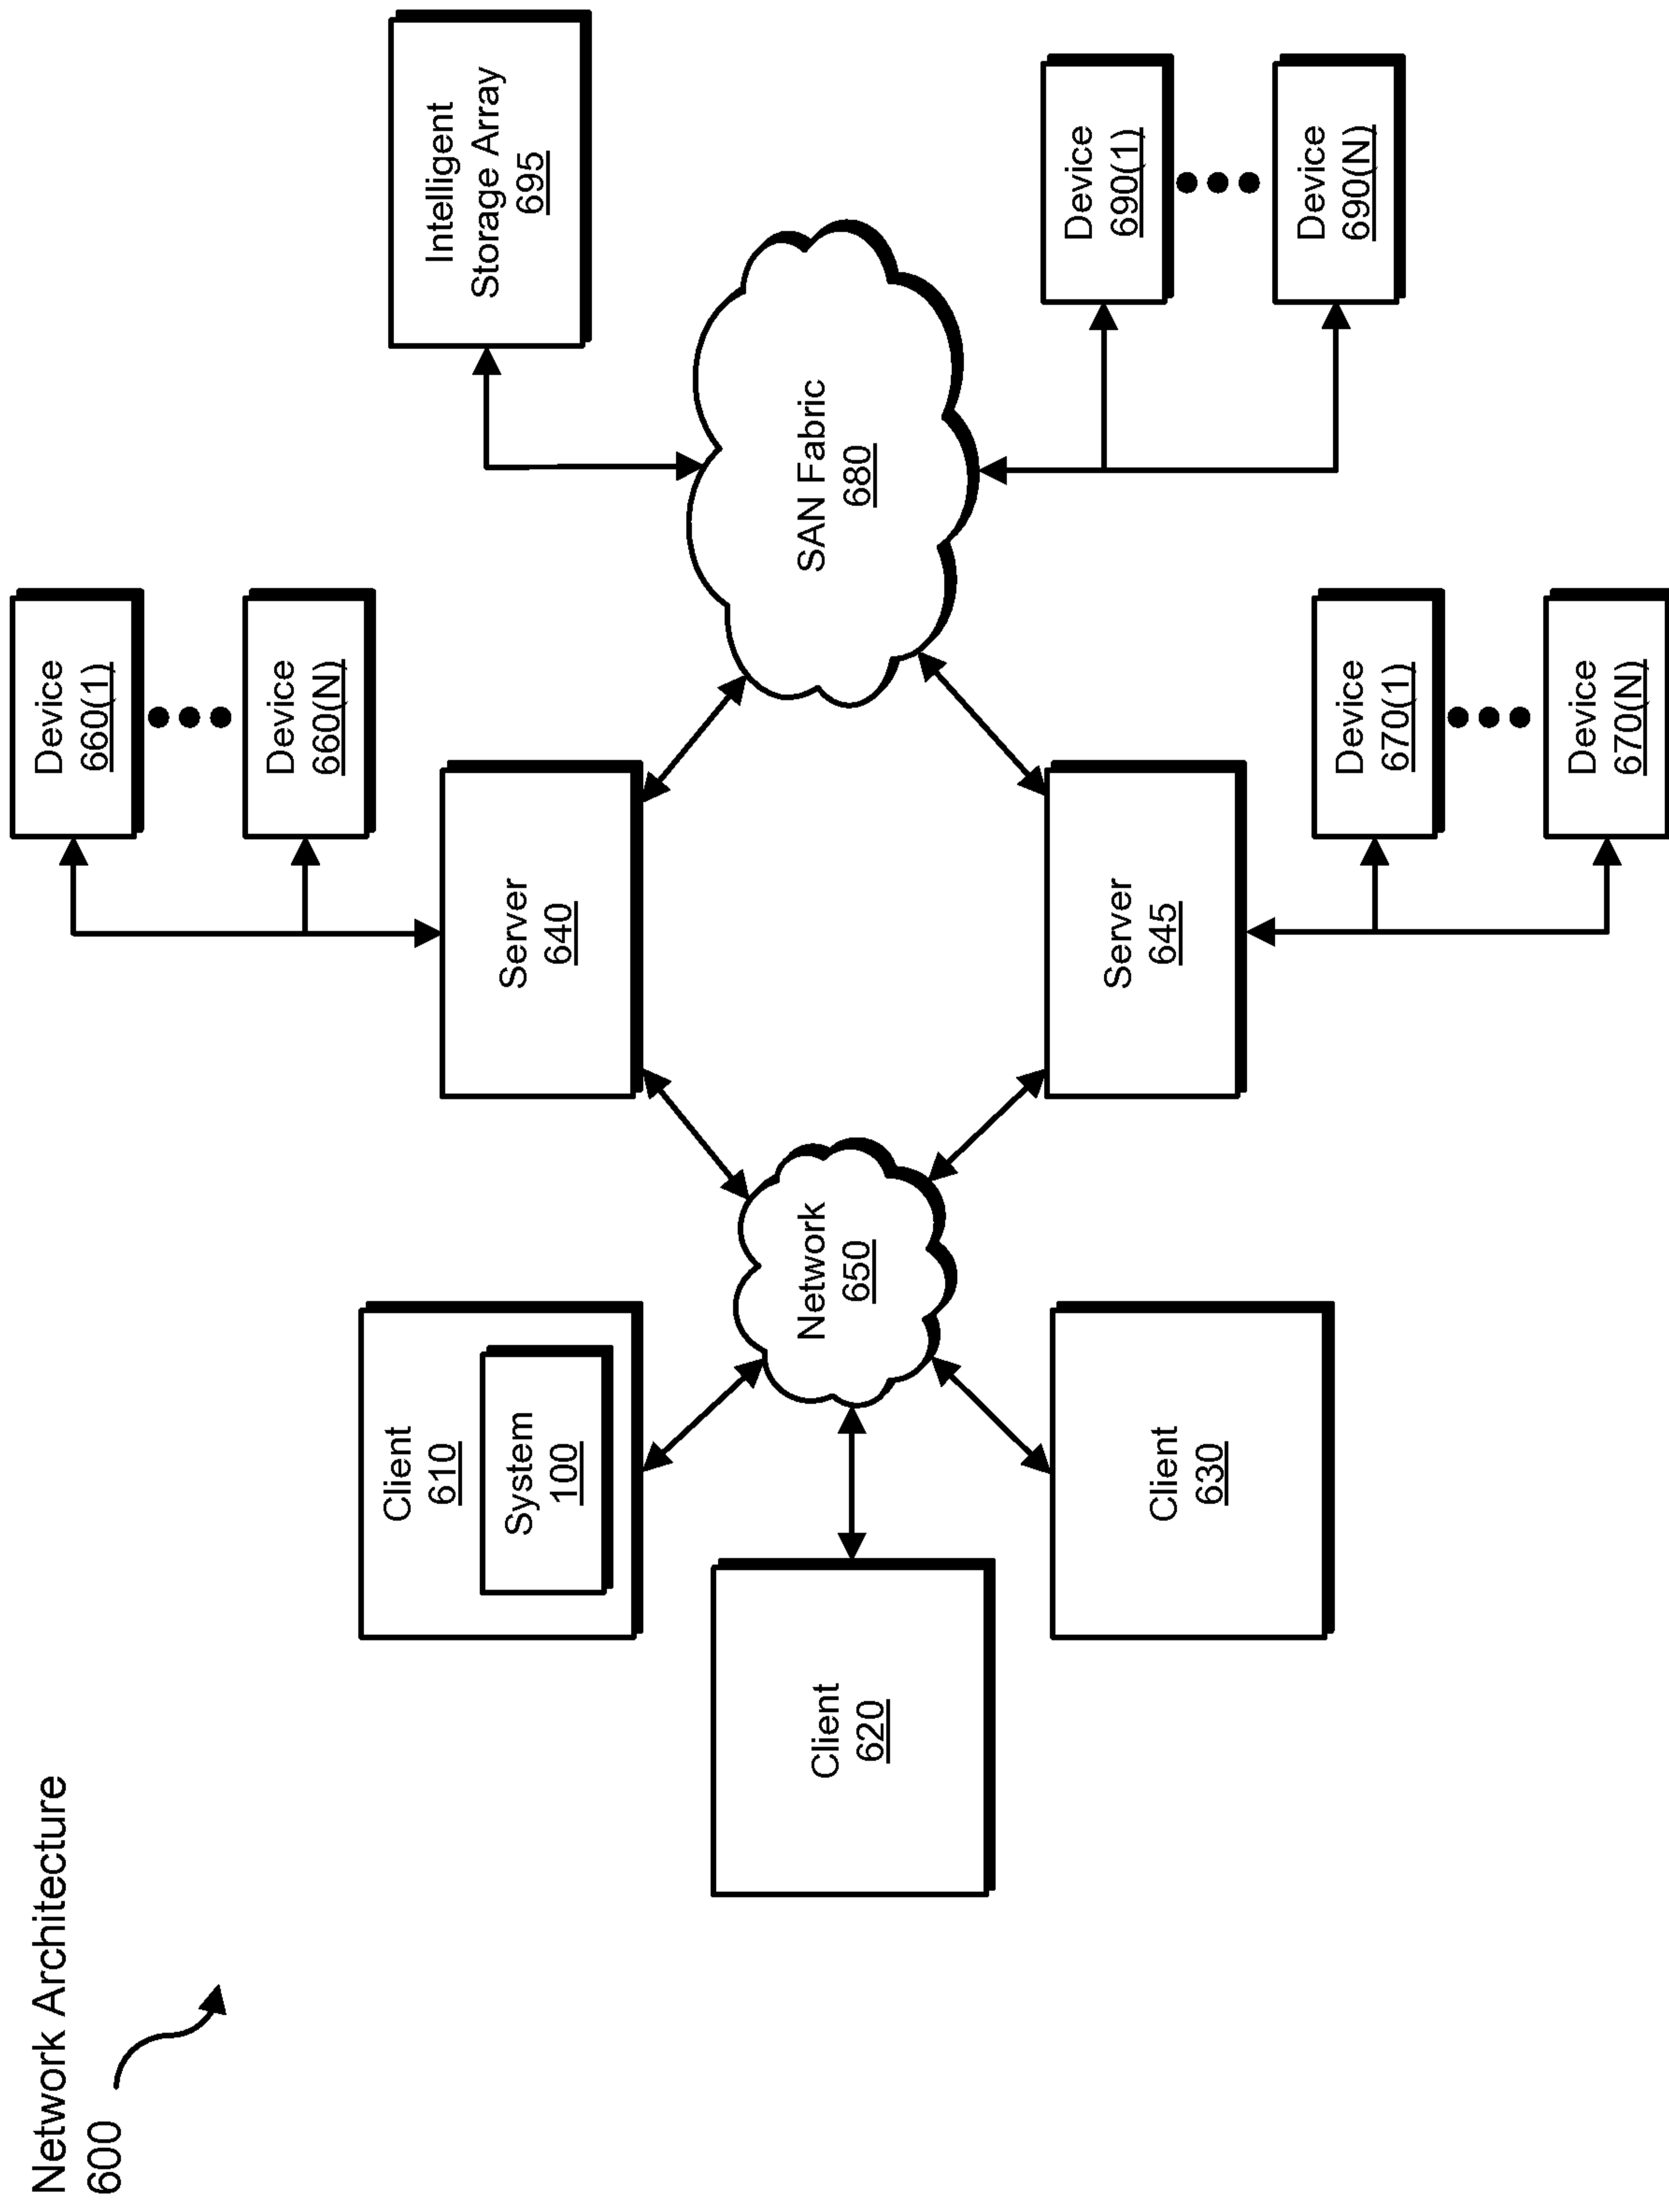 Network Architecture
600
Client
610
System
100
Client
620
Client
630
Network
650
Server
640
Server
645
Device
660(1)
Device
660(N)
Device
670(1)
Device
670(N)
SAN Fabric
680
Intelligent
Storage Array
695
Device
690(1)
Device
690(N)